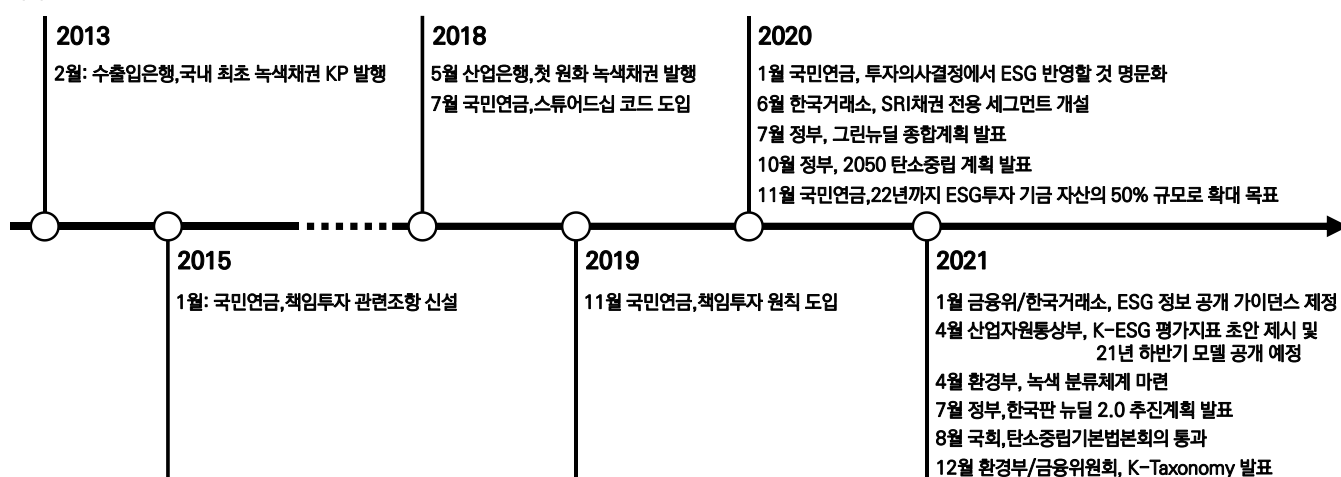 2013
2월: 수출입은행,국내 최초 녹색채권 KP 발행
2018
5월 산업은행,첫 원화 녹색채권 발행
7월 국민연금,스튜어드십 코드 도입
2020
1월 국민연금, 투자의사결정에서 ESG 반영할 것 명문화
6월 한국거래소, SRI채권 전용 세그먼트 개설
7월 정부, 그린뉴딜 종합계획 발표
10월 정부, 2050 탄소중립 계획 발표
11월 국민연금,22년까지 ESG투자 기금 자산의 50% 규모로 확대 목표
2015
1월: 국민연금,책임투자 관련조항 신설
2019
11월 국민연금,책임투자 원칙 도입
2021
1월 금융위/한국거래소, ESG 정보 공개 가이던스 제정
4월 산업자원통상부, K-ESG 평가지표 초안 제시 및
21년 하반기 모델 공개 예정
4월 환경부, 녹색 분류체계 마련
7월 정부,한국판 뉴딜 2.0 추진계획 발표
8월 국회,탄소중립기본법본회의 통과
12월 환경부/금융위원회, K-Taxonomy 발표